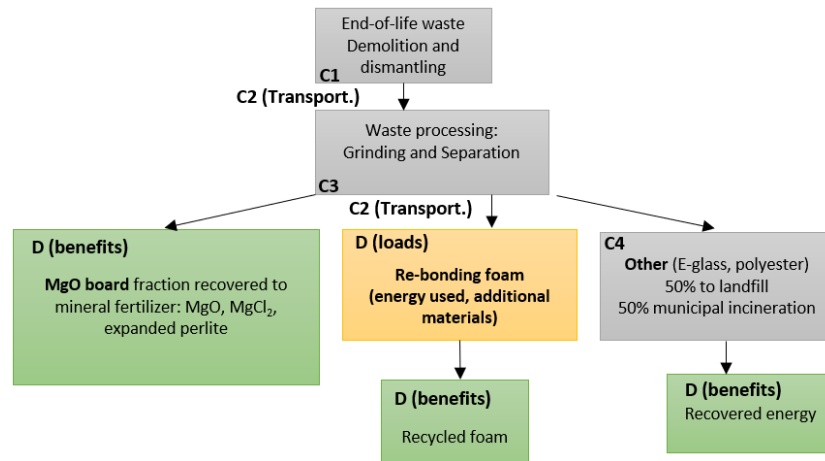 End-of-life waste
Demolition and
dismantling
C1
C2 (Transport.)
Waste processing:
Grinding and Separation
C3
C2 (Transport.)
D (benefits)
MgO board fraction recovered to
mineral fertilizer: MgO, MgCl₂,
expanded perlite
D (loads)
Re-bonding foam
(energy used, additional
materials)
C4
Other (E-glass, polyester)
50% to landfill
50% municipal incineration
D (benefits)
Recycled foam
D (benefits)
Recovered energy